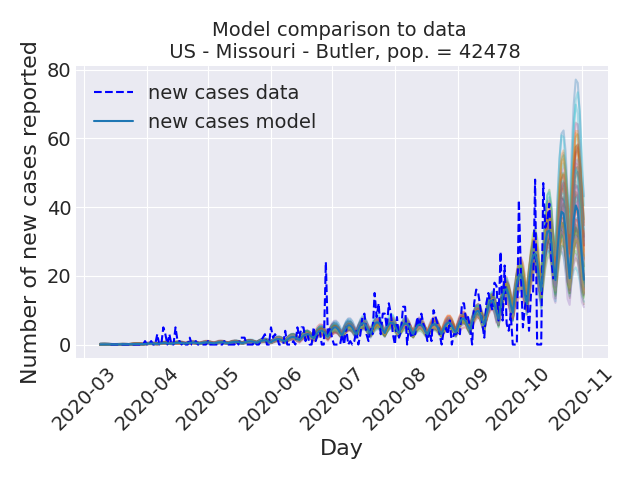 Model comparison to data
US - Missouri - Butler, pop. = 42478
Number of new cases reported
80
60
40
20
0
new cases data
new cases model
2020-03
2020-04
2020-05
2020-06
2020-07
2020-08
2020-09
2020-10
2020-11
Day